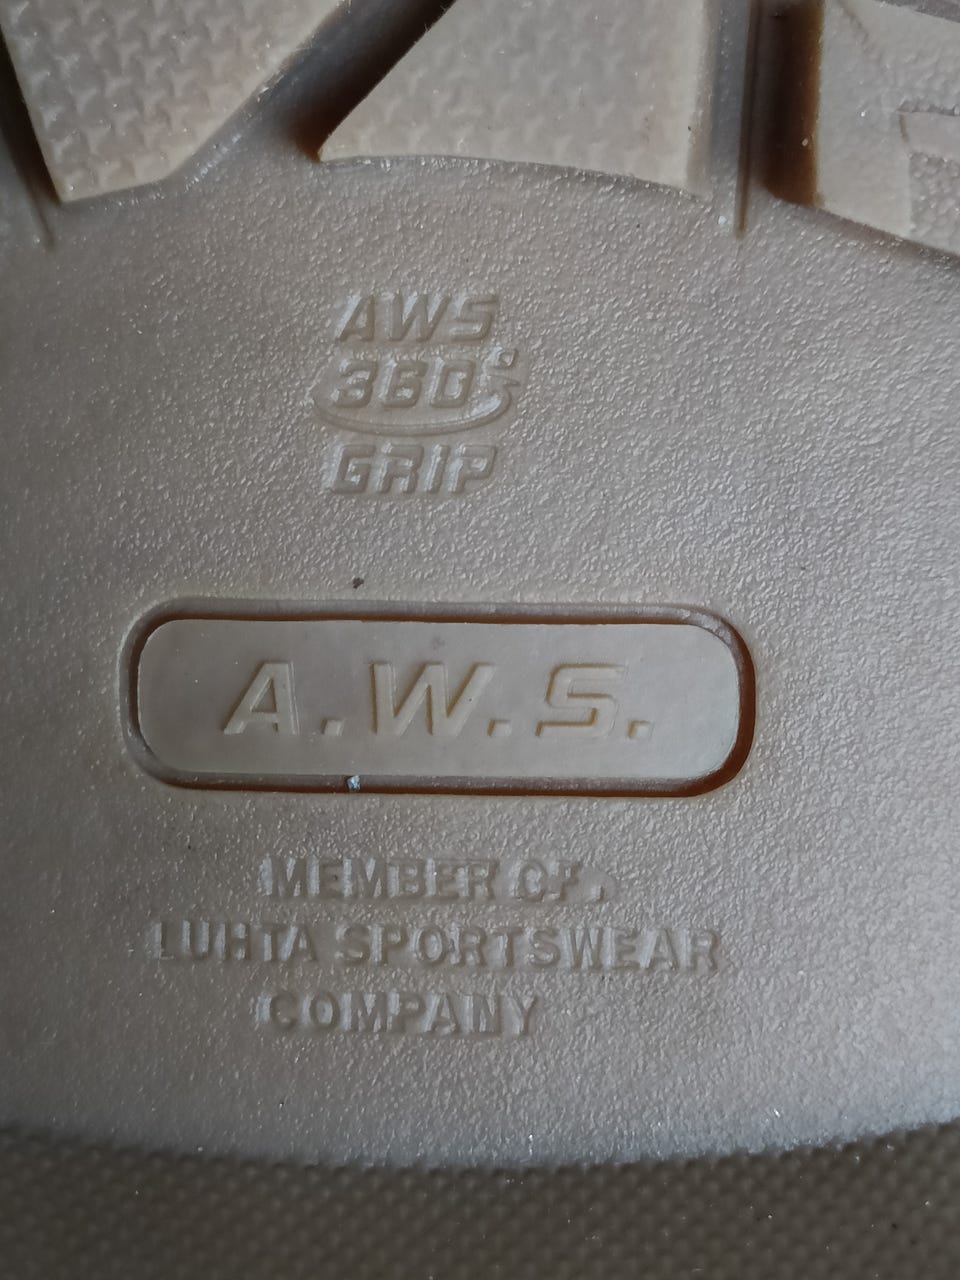 AWS
360°
GRIP
A.W.S.
MEMBER OF
LUHTA SPORTSWEAR
COMPANY